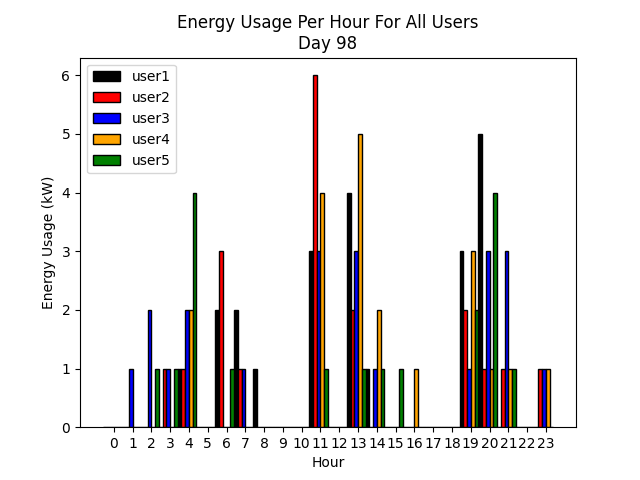 Energy Usage Per Hour For All Users
Day 98
user1
user2
user3
user4
user5
Energy Usage (kW)
6
5
4
3
2
1
0
0 1 2 3 4 5 6 7 8 9 10 11 12 13 14 15 16 17 18 19 20 21 22 23
Hour